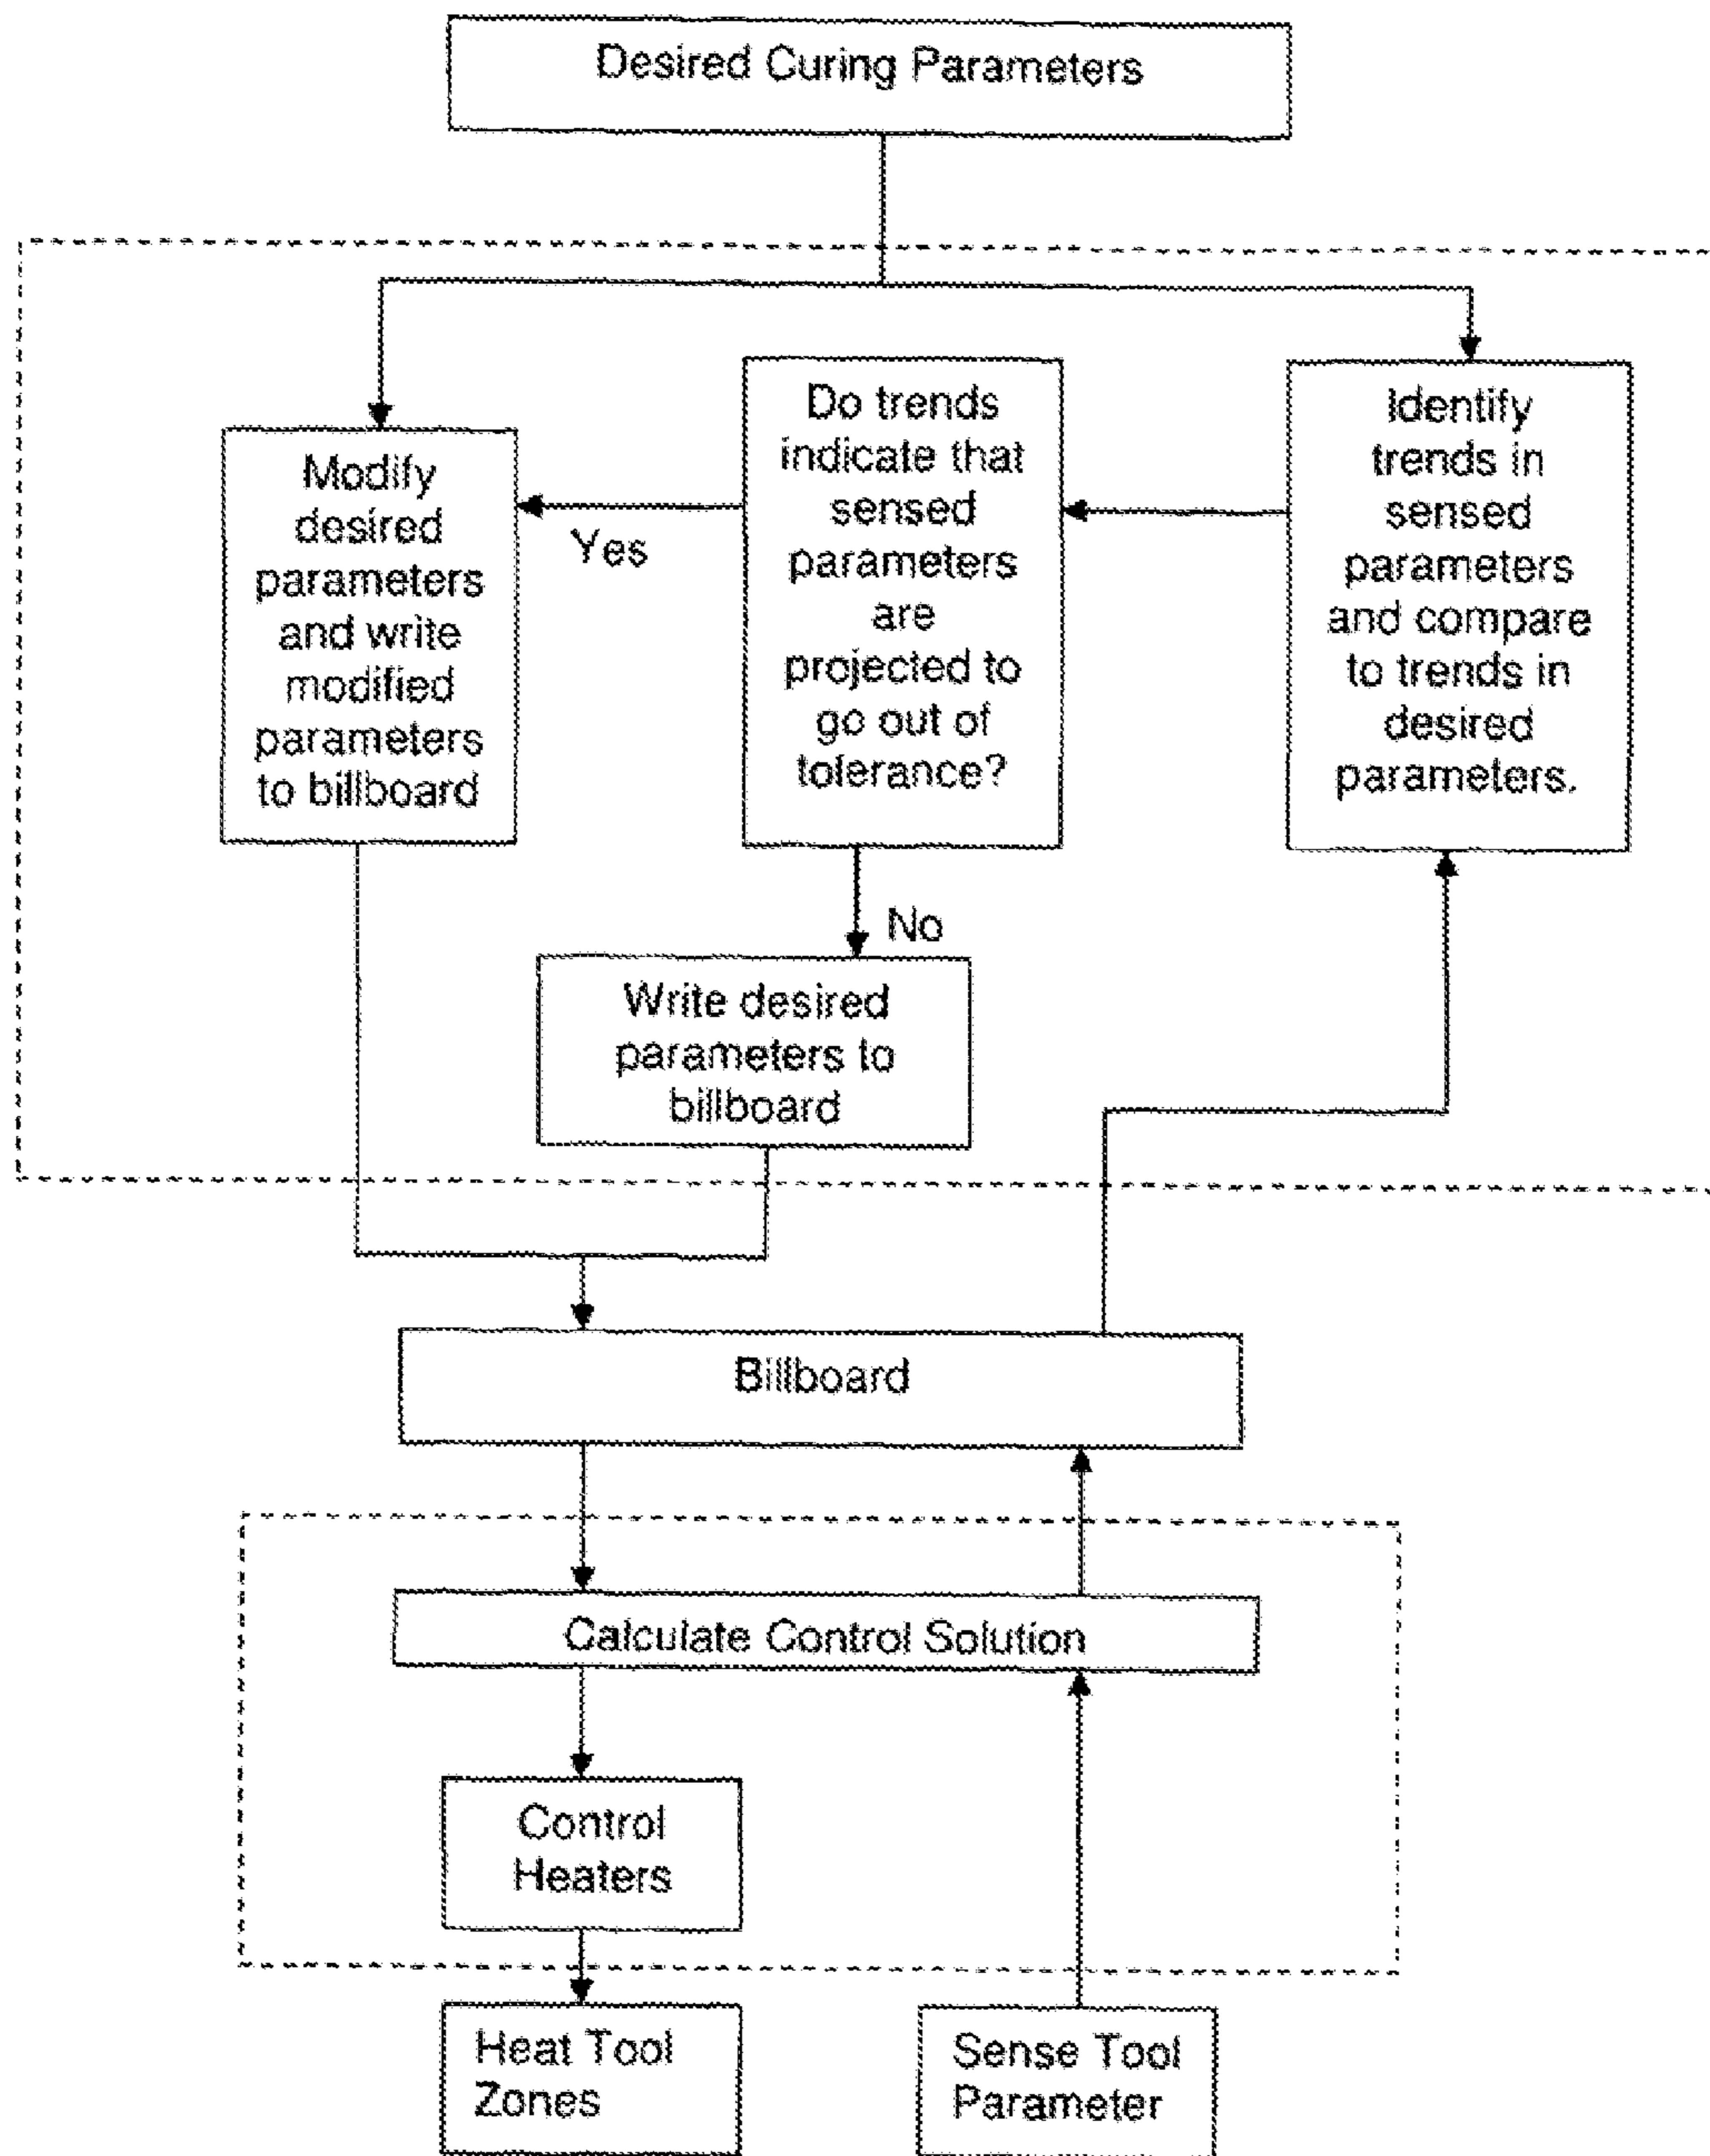 Desired Curing Parameters
Modify
desired
parameters
and write
modified
parameters
to billboard
Yes
Do trends
indicate that
sensed
parameters
are
projected to
go out of
tolerance?
Identify
trends in
sensed
parameters
and compare
to trends in
desired
parameters.
No
Write desired
parameters to
billboard
Billboard
Calculate Control Solution
Control
Heaters
Heat Tool
Zones
Sense Tool
Parameter